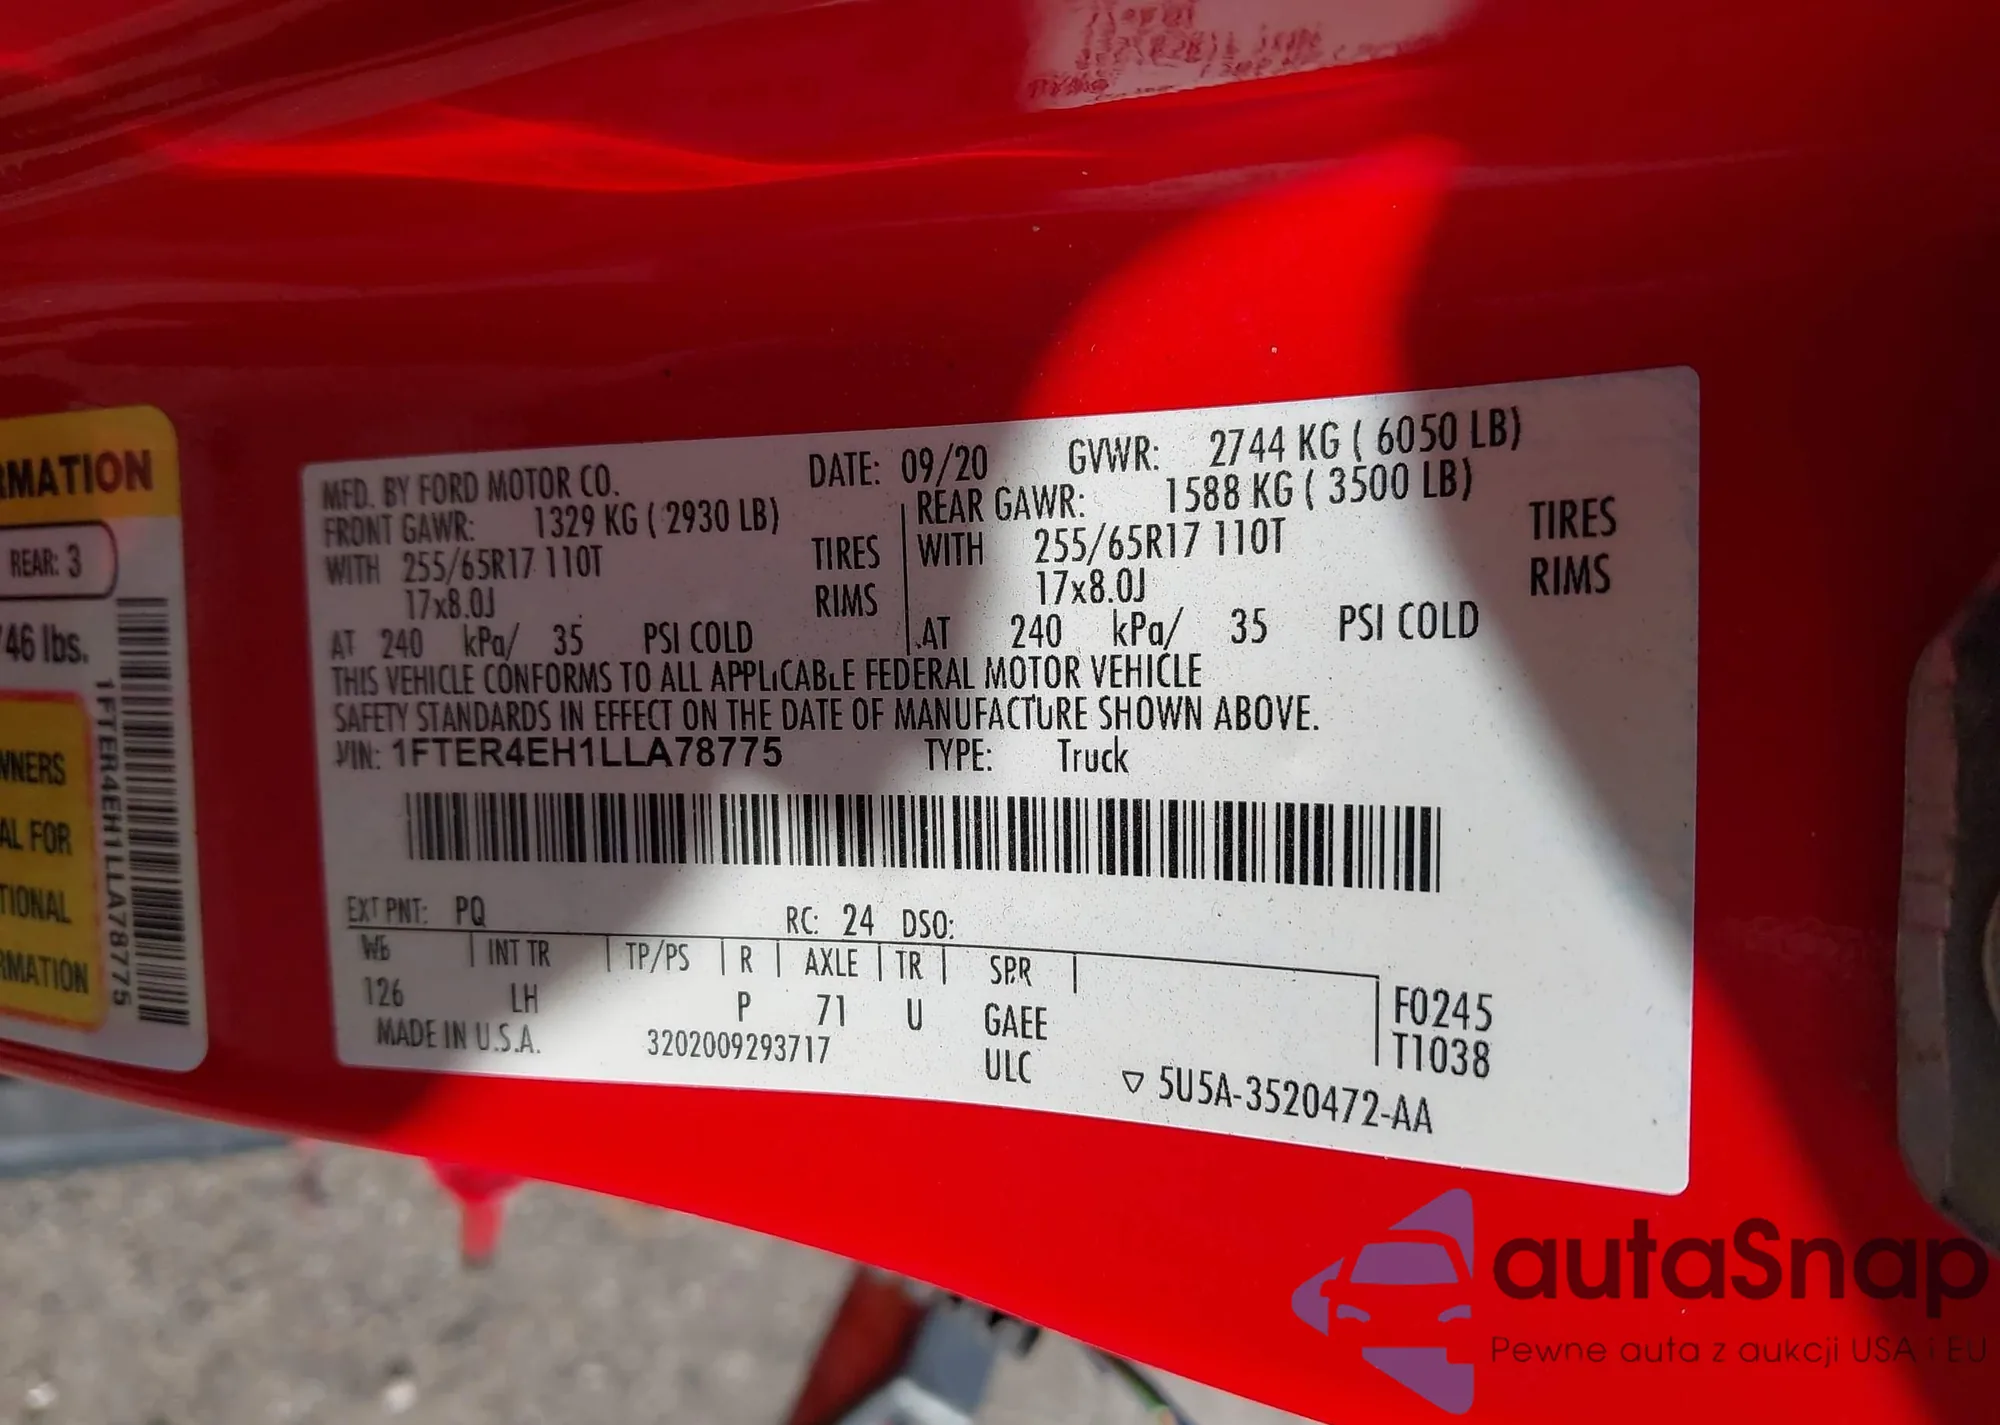 RMATION
REAR: 3
746 lbs.
WNERS
AL FOR
TIONAL
RMATION
1FTER4EH1LLA78775
MFD. BY FORD MOTOR CO. DATE: 09/20 GVWR: 2744 KG ( 6050 LB)
FRONT GAWR: 1329 KG ( 2930 LB) REAR GAWR: 1588 KG ( 3500 LB)
WITH 255/65R17 110T TIRES WITH 255/65R17 110T TIRES
17x8.0J RIMS 17x8.0J RIMS
AT 240 kPa/ 35 PSI COLD AT 240 kPa/ 35 PSI COLD
THIS VEHICLE CONFORMS TO ALL APPLICABLE FEDERAL MOTOR VEHICLE
SAFETY STANDARDS IN EFFECT ON THE DATE OF MANUFACTURE SHOWN ABOVE.
VIN: 1FTER4EH1LLA78775 TYPE: Truck
EXT PNT: PQ RC: 24 DSO:
WB INT TR TP/PS R AXLE TR SPR
126 LH P 71 U GAEE F0245
MADE IN U.S.A. 3202009293717 ULC T1038
5U5A-3520472-AA
autaSnap
Pewne auta z aukcji USA i EU